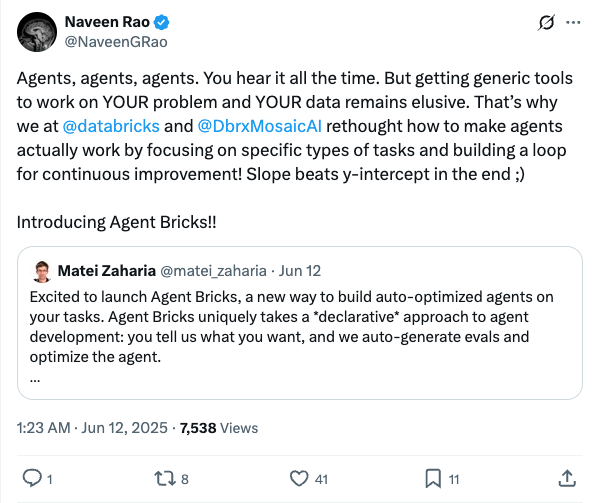 Naveen Rao
@NaveenGRao
Agents, agents, agents. You hear it all the time. But getting generic tools
to work on YOUR problem and YOUR data remains elusive. That’s why
we at @databricks and @DbrxMosaicAI rethought how to make agents
actually work by focusing on specific types of tasks and building a loop
for continuous improvement! Slope beats y-intercept in the end ;)
Introducing Agent Bricks!!
Matei Zaharia @matei_zaharia · Jun 12
Excited to launch Agent Bricks, a new way to build auto-optimized agents on
your tasks. Agent Bricks uniquely takes a *declarative* approach to agent
development: you tell us what you want, and we auto-generate evals and
optimize the agent.
...
1:23 AM · Jun 12, 2025 · 7,538 Views
1 8 41 11